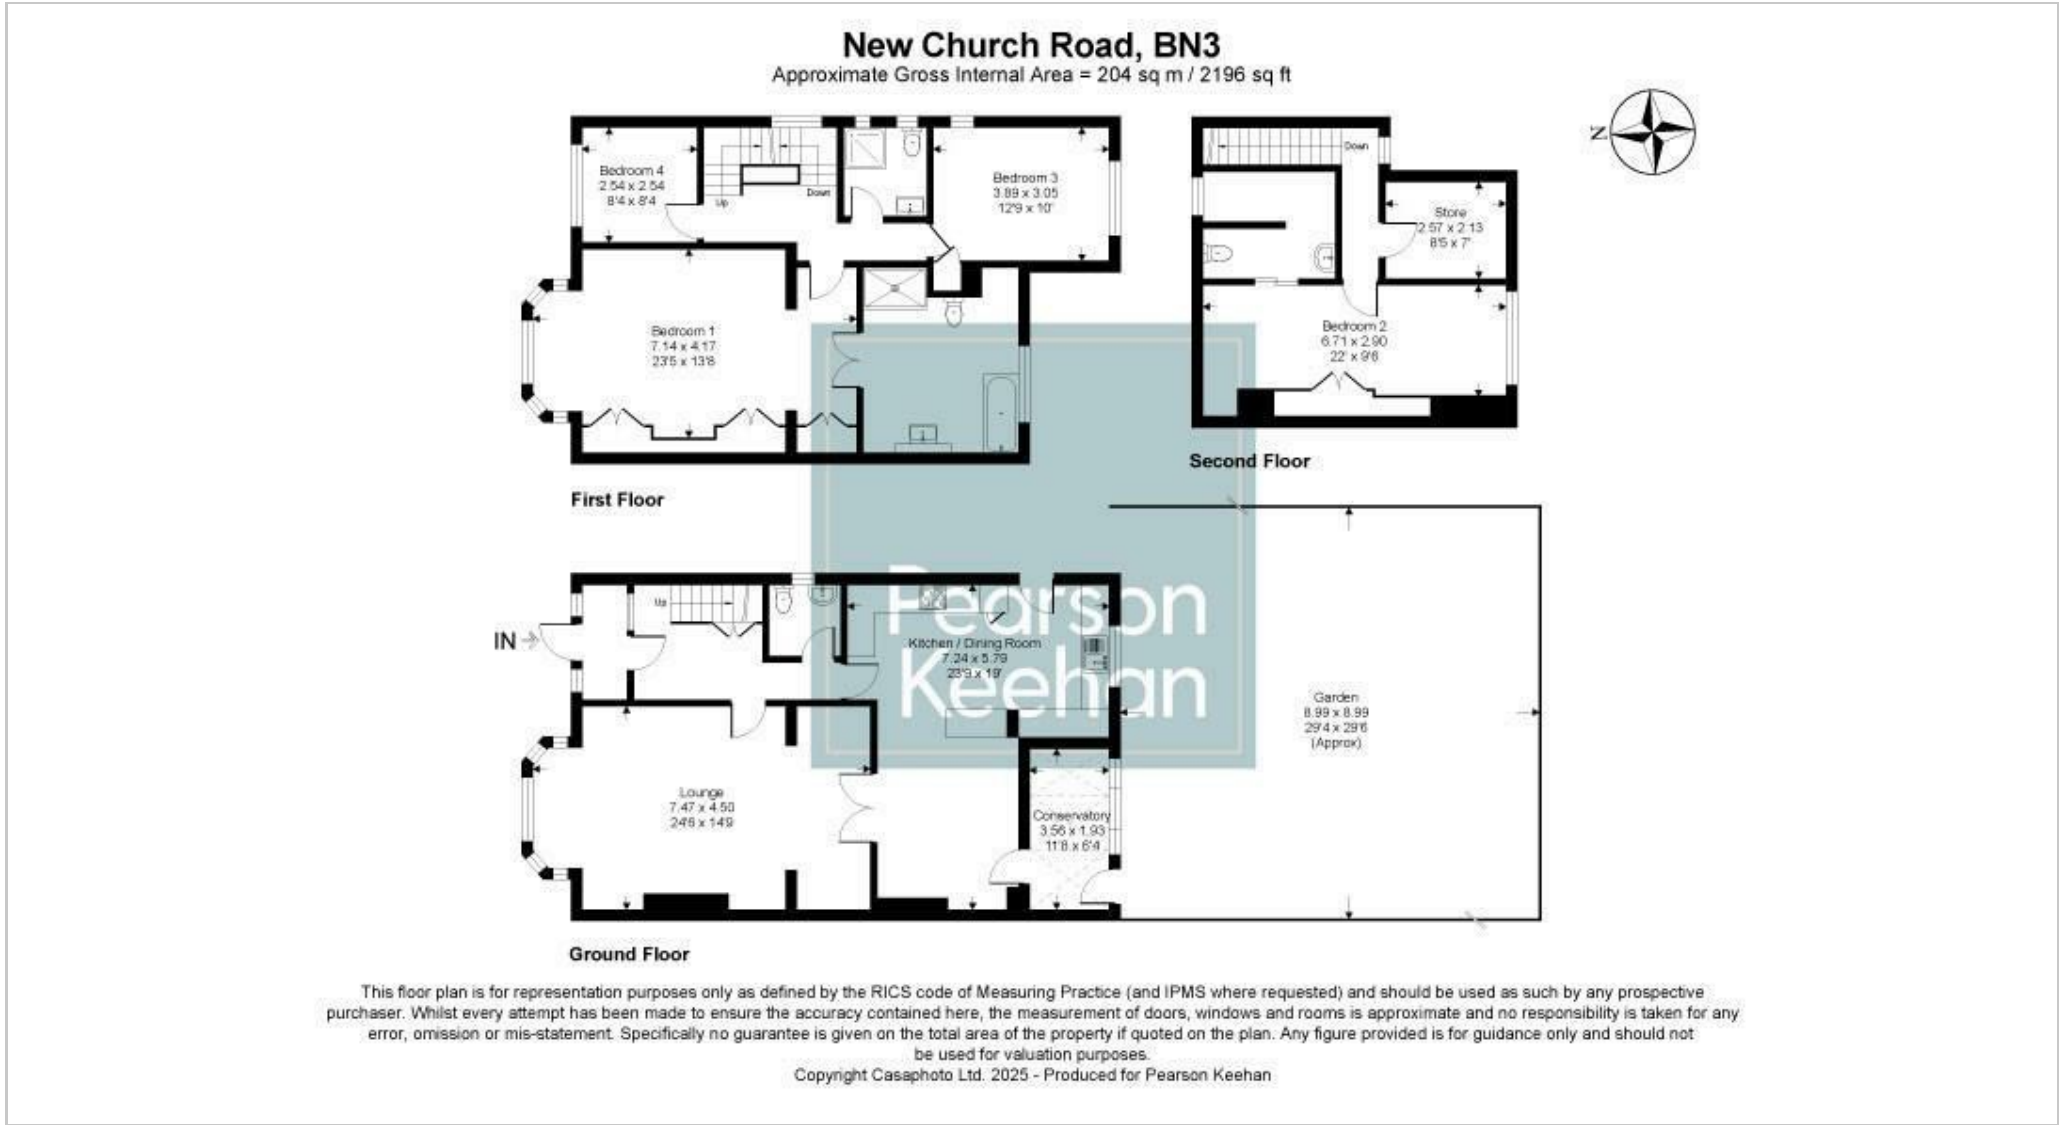 New Church Road, BN3
Approximate Gross Internal Area = 204 sq m / 2196 sq ft
N
Bedroom 4
2.54 x 2.54
8'4 x 8'4
Up
Down
Bedroom 3
3.89 x 3.05
12'9 x 10'
Bedroom 1
7.14 x 4.17
23'5 x 13'8
First Floor
Down
Store
2.57 x 2.13
8'5 x 7'
Bedroom 2
6.71 x 2.90
22' x 9'6
Second Floor
Pearson
Keehan
IN
Up
Kitchen / Dining Room
7.24 x 5.79
23'9 x 19'
Lounge
7.47 x 4.50
24'6 x 14'9
Conservatory
3.56 x 1.93
11'8 x 6'4
Garden
8.99 x 8.99
29'4 x 29'6
(Approx)
Ground Floor
This floor plan is for representation purposes only as defined by the RICS code of Measuring Practice (and IPMS where requested) and should be used as such by any prospective
purchaser. Whilst every attempt has been made to ensure the accuracy contained here, the measurement of doors, windows and rooms is approximate and no responsibility is taken for any
error, omission or mis-statement. Specifically no guarantee is given on the total area of the property if quoted on the plan. Any figure provided is for guidance only and should not
be used for valuation purposes.
Copyright Casaphoto Ltd. 2025 - Produced for Pearson Keehan